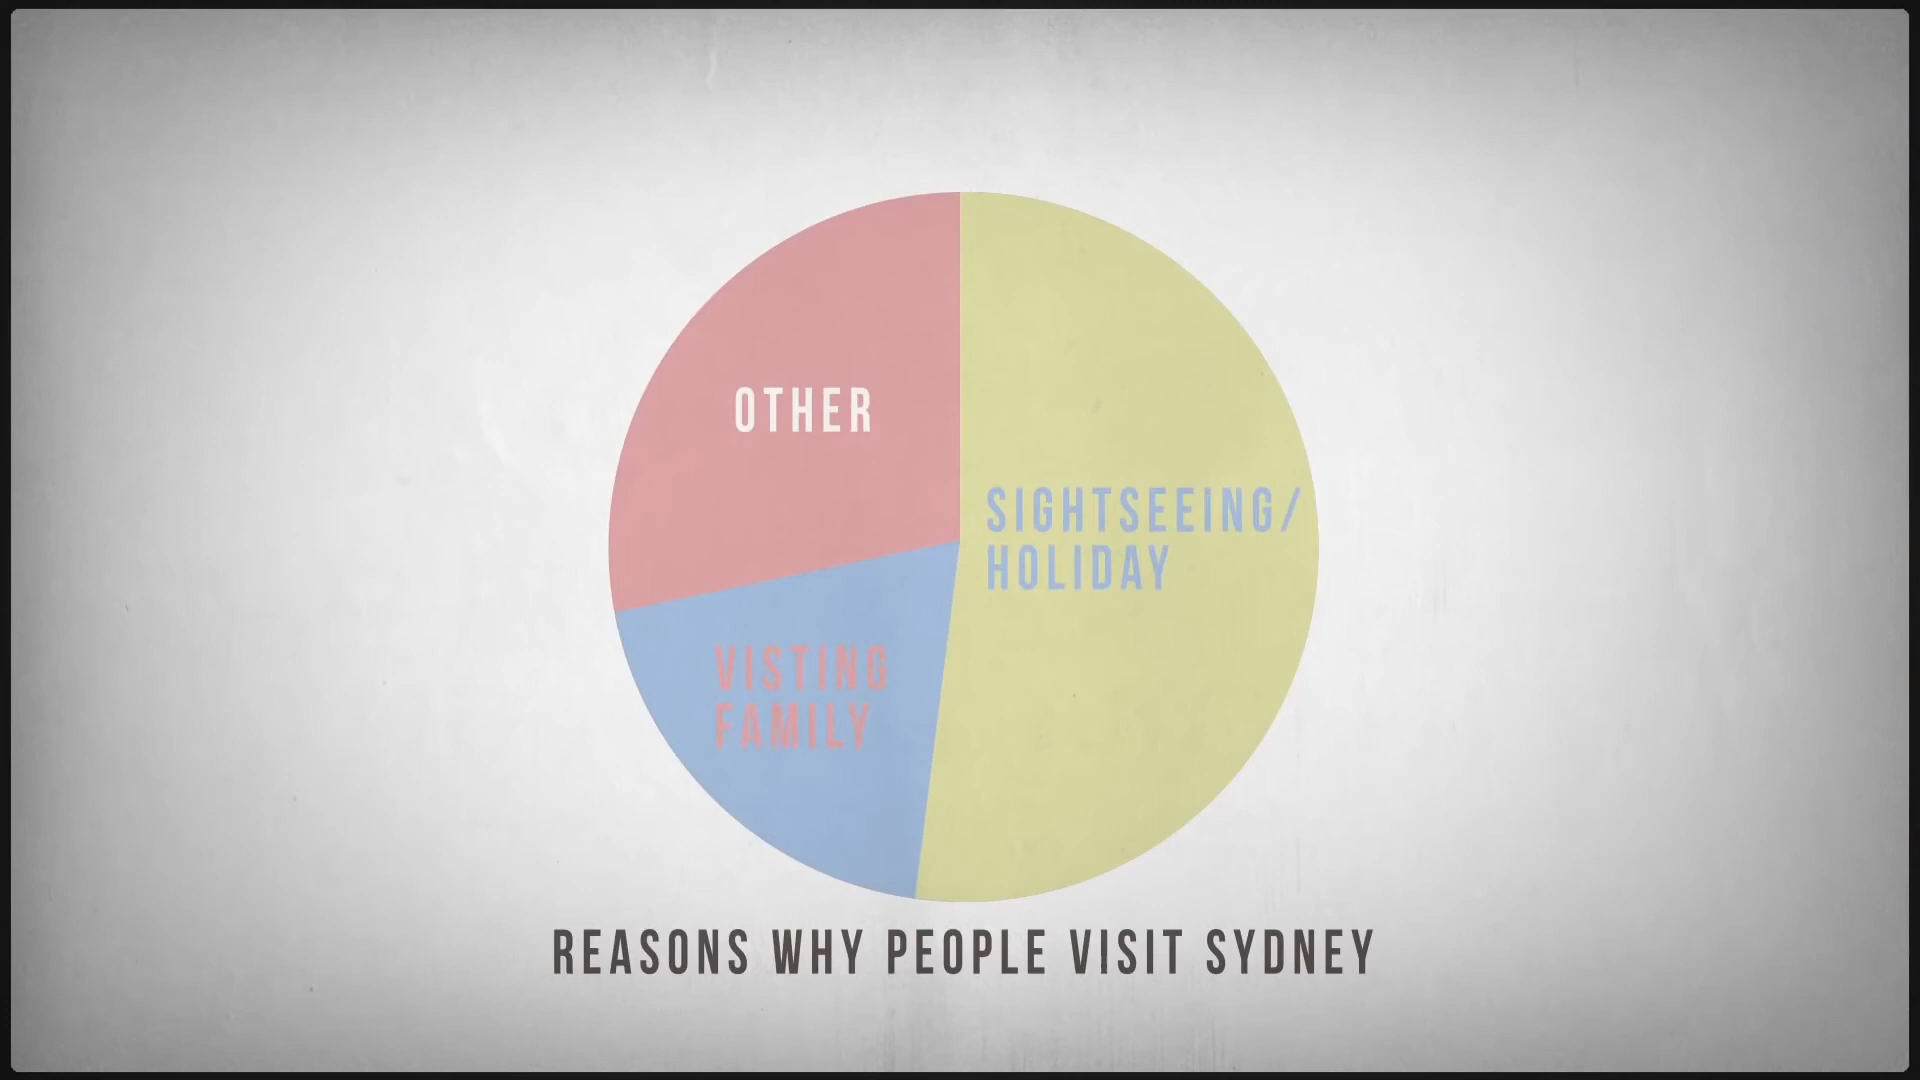 OTHER
SIGHTSEEING/
HOLIDAY
VISTING
FAMILY
REASONS WHY PEOPLE VISIT SYDNEY